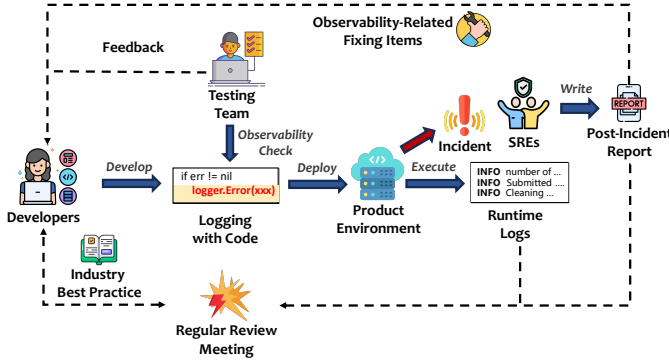 Observability-Related
Fixing Items
Feedback
Testing
Team
Observability
Check
Write
REPORT
Incident
SREs
Post-Incident
Report
Develop
if err != nil
logger.Error(xxx)
Deploy
Execute
INFO number of ...
INFO Submitted ....
INFO Cleaning ...
Developers
Logging
with Code
Product
Environment
Runtime
Logs
Industry
Best Practice
Regular Review
Meeting